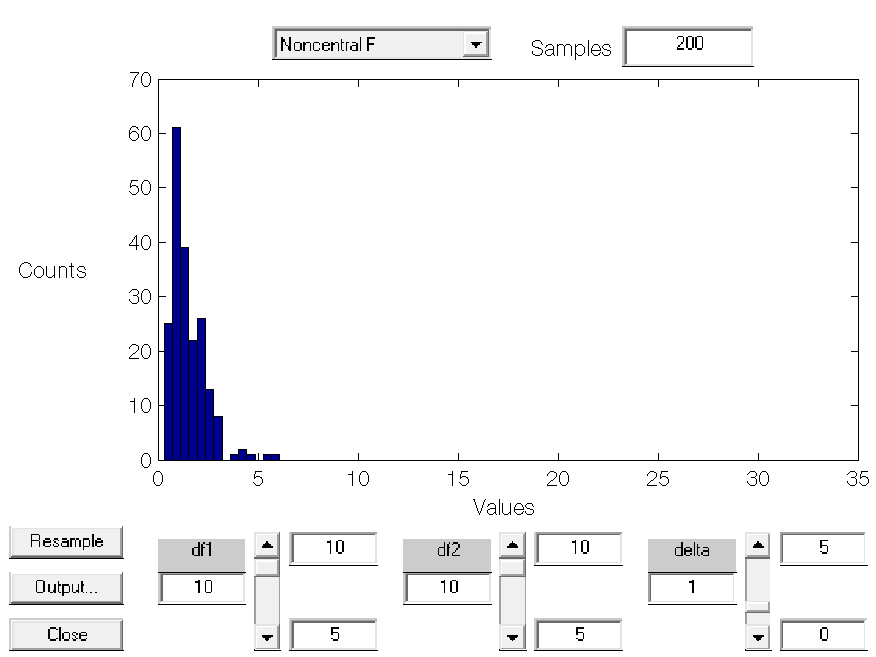 Noncentral F
Samples 200
70
60
50
40
30
20
10
0
Counts
0 5 10 15 20 25 30 35
Values
Resample
Output...
Close
df1
10
10
5
df2
10
10
5
delta
1
5
0